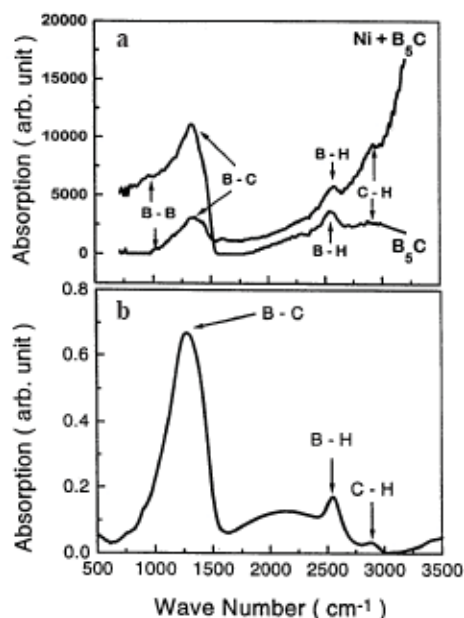 a
Ni + B₅C
20000
15000
10000
5000
0
Absorption ( arb. unit )
B - C
B - B
B - H
C - H
B - H
B₅C
b
B - C
0.8
0.6
0.4
0.2
0.0
Absorption ( arb. unit )
B - H
C - H
500 1000 1500 2000 2500 3000 3500
Wave Number ( cm⁻¹ )